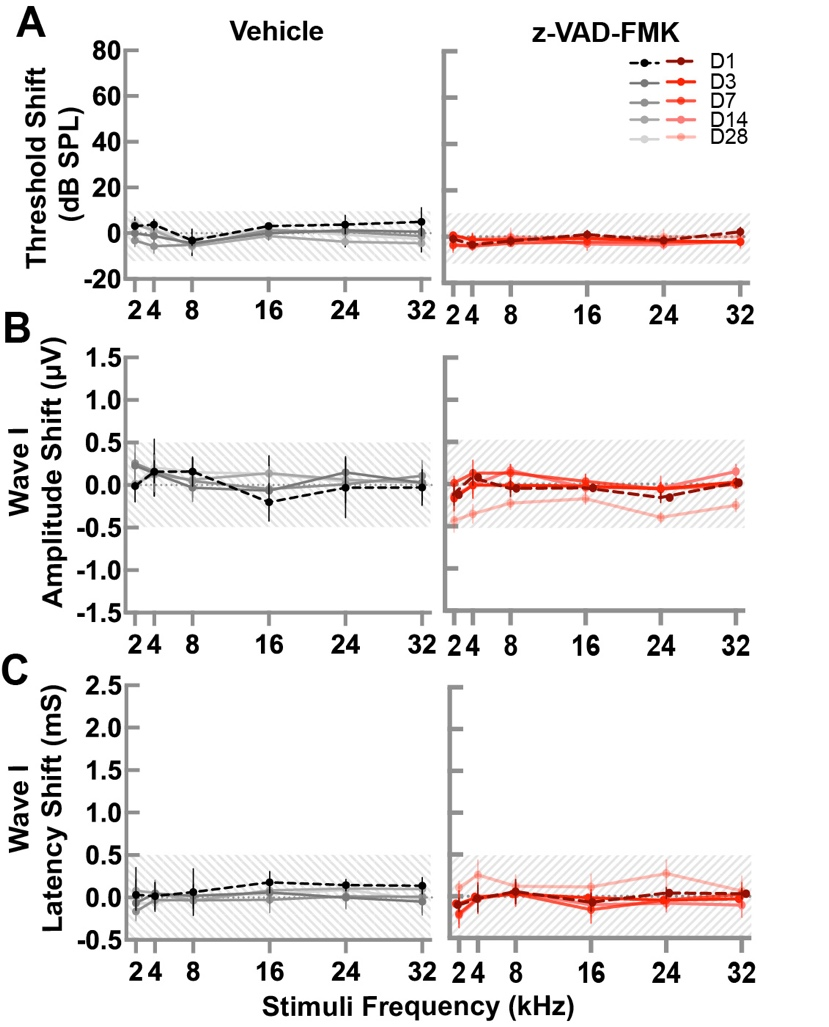 A
Vehicle
z-VAD-FMK
D1
D3
D7
D14
D28
Threshold Shift
(dB SPL)
80
60
40
20
0
-20
2 4 8 16 24 32
2 4 8 16 24 32
B
Wave I
Amplitude Shift (µV)
1.5
1.0
0.5
0.0
-0.5
-1.0
-1.5
2 4 8 16 24 32
2 4 8 16 24 32
C
Wave I
Latency Shift (mS)
2.5
2.0
1.5
1.0
0.5
0.0
-0.5
2 4 8 16 24 32
2 4 8 16 24 32
Stimuli Frequency (kHz)